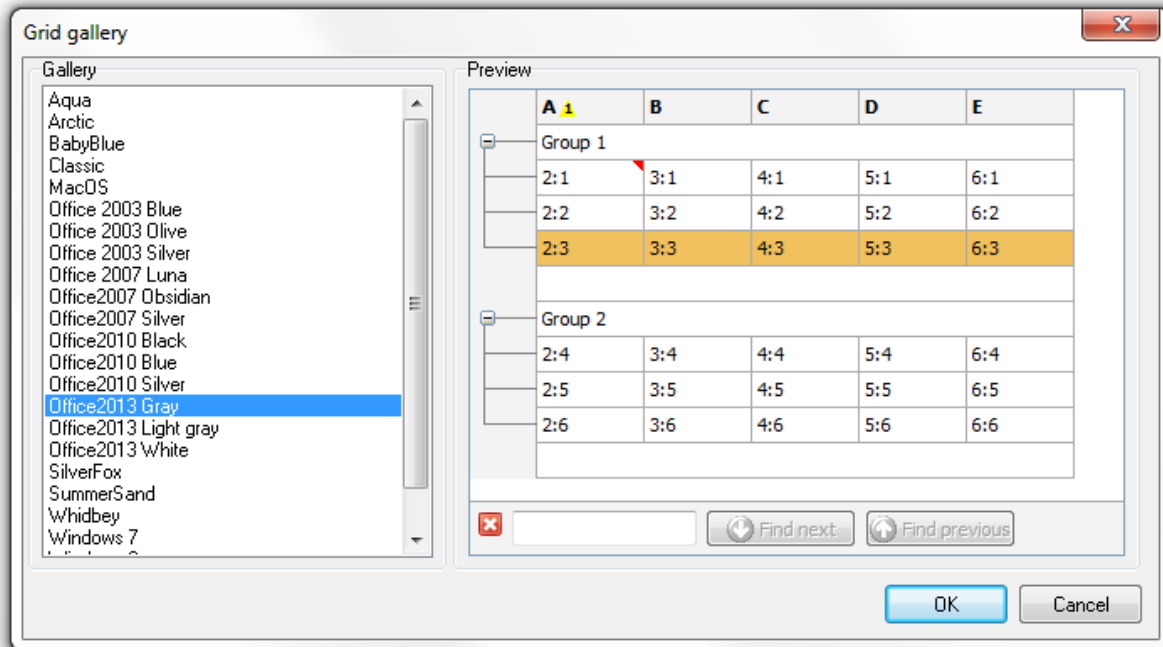 Grid gallery
Gallery
Aqua
Arctic
BabyBlue
Classic
MacOS
Office 2003 Blue
Office 2003 Olive
Office 2003 Silver
Office 2007 Luna
Office2007 Obsidian
Office2007 Silver
Office2010 Black
Office2010 Blue
Office2010 Silver
Office2013 Gray
Office2013 Light gray
Office2013 White
SilverFox
SummerSand
Whidbey
Windows 7
Preview
A 1 B C D E
Group 1
2:1 3:1 4:1 5:1 6:1
2:2 3:2 4:2 5:2 6:2
2:3 3:3 4:3 5:3 6:3
Group 2
2:4 3:4 4:4 5:4 6:4
2:5 3:5 4:5 5:5 6:5
2:6 3:6 4:6 5:6 6:6
Find next Find previous
OK Cancel